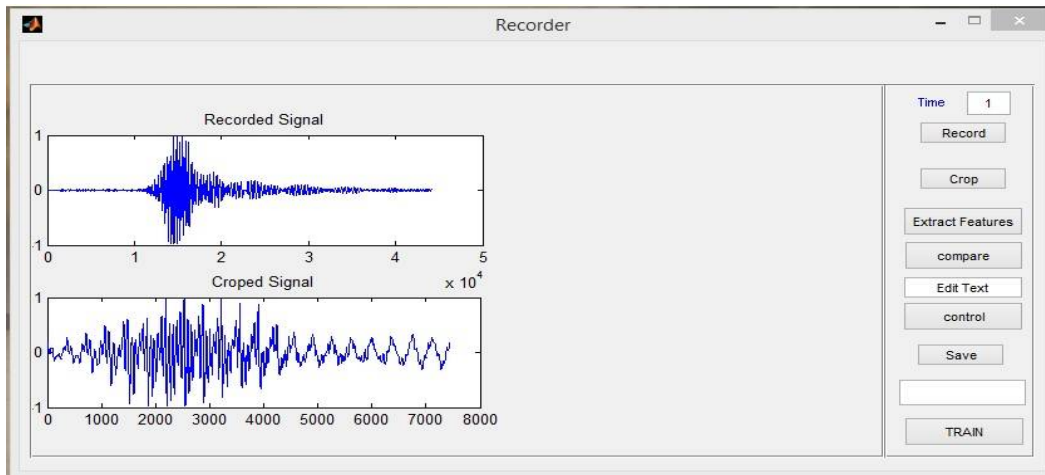 Recorder
Recorded Signal
1
0
-1
0 1 2 3 4 5
x 10^4
Croped Signal
1
0
-1
0 1000 2000 3000 4000 5000 6000 7000 8000
Time 1
Record
Crop
Extract Features
compare
Edit Text
control
Save
TRAIN